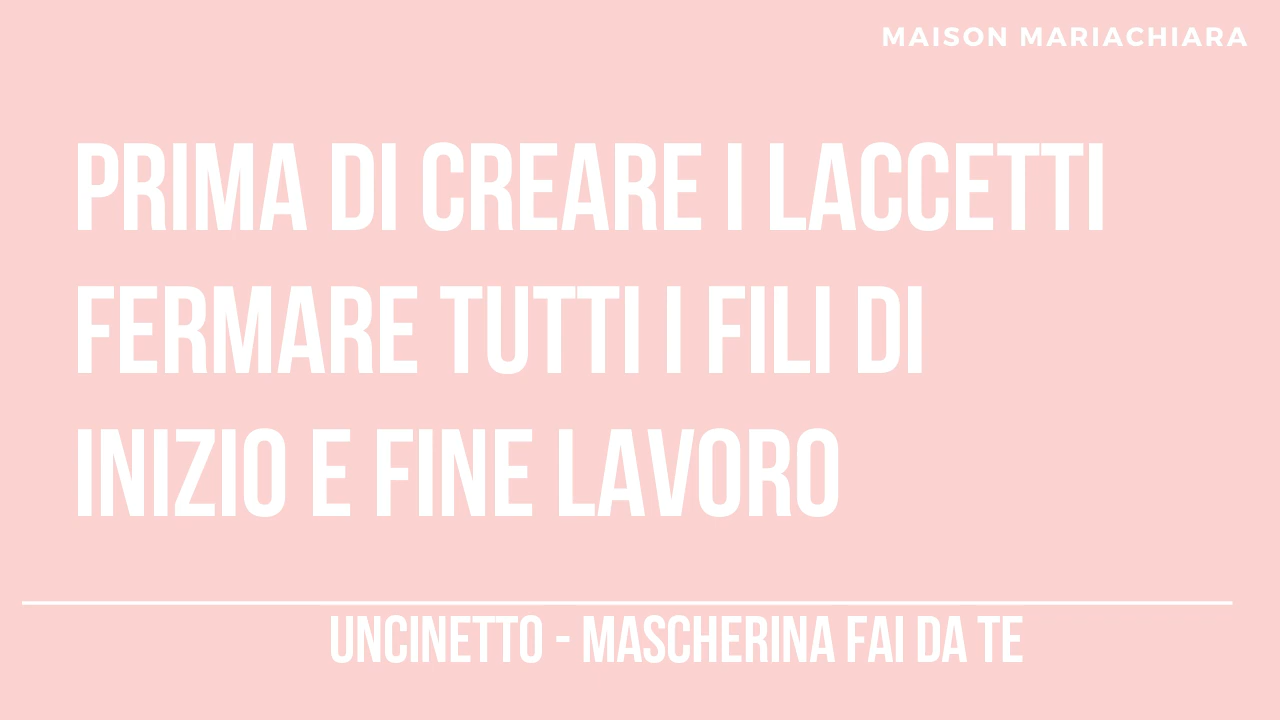 MAISON MARIACHIARA
PRIMA DI CREARE I LACCETTI
FERMARE TUTTI I FILI DI
INIZIO E FINE LAVORO
UNCINETTO - MASCHERINA FAI DA TE